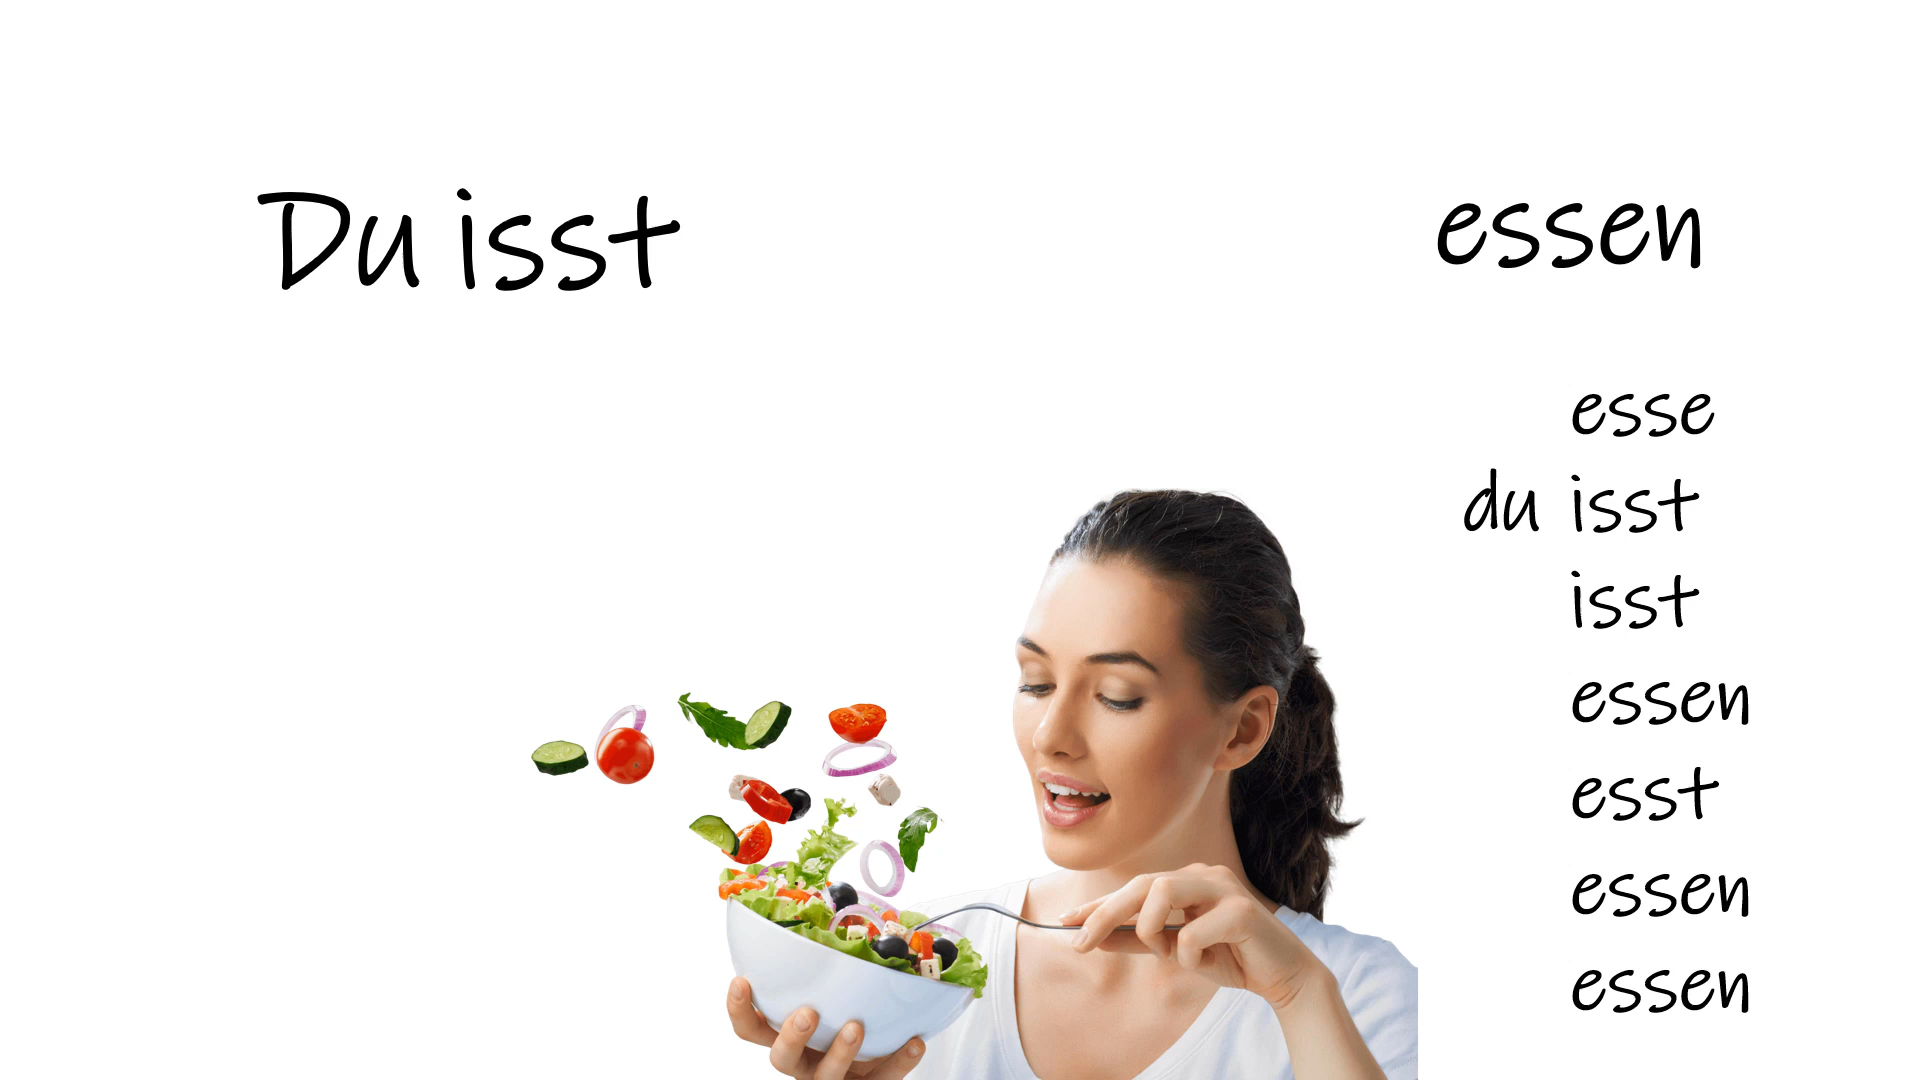 Du isst
essen
esse
du isst
isst
essen
esst
essen
essen